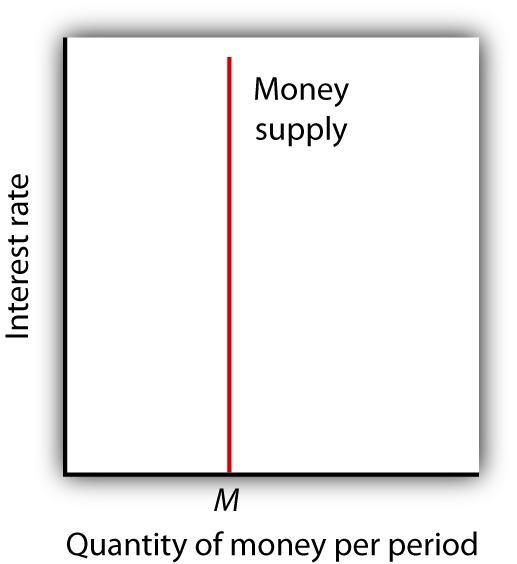 Money
supply
Interest rate
M
Quantity of money per period